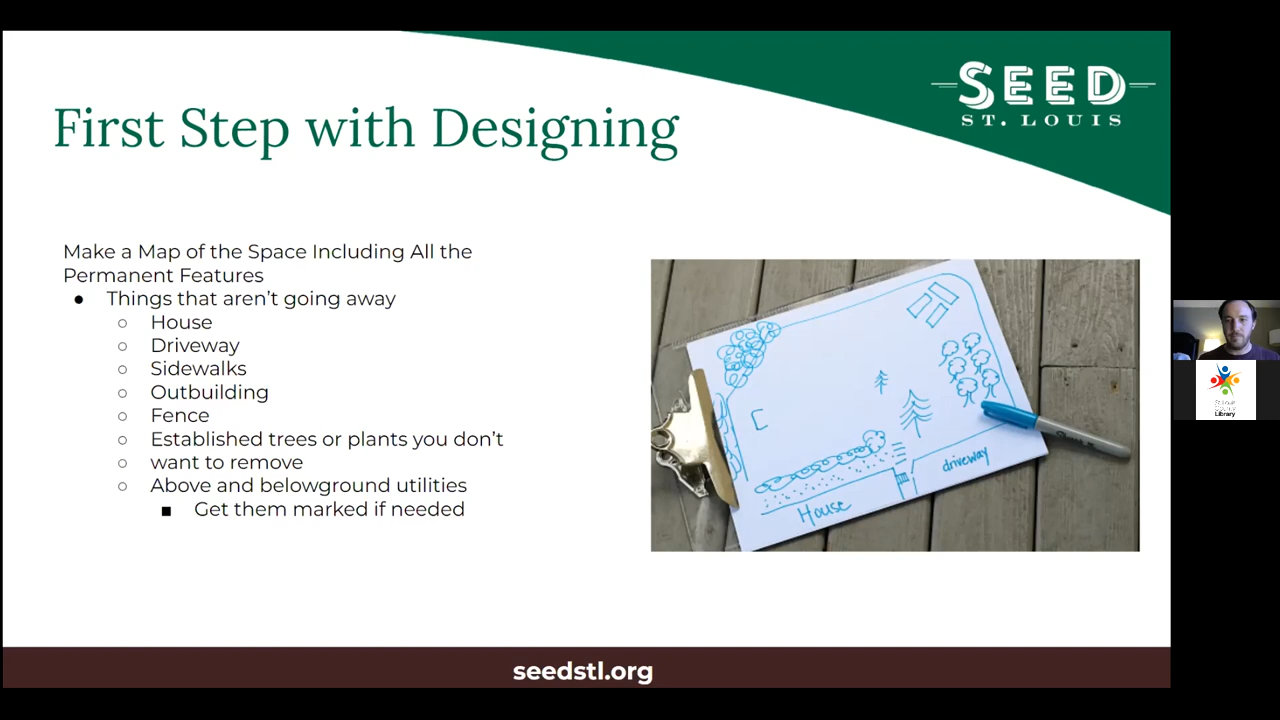 SEED
ST. LOUIS
First Step with Designing
Make a Map of the Space Including All the
Permanent Features
● Things that aren't going away
○ House
○ Driveway
○ Sidewalks
○ Outbuilding
○ Fence
○ Established trees or plants you don't
○ want to remove
○ Above and belowground utilities
■ Get them marked if needed
driveway
House
Library
seedstl.org